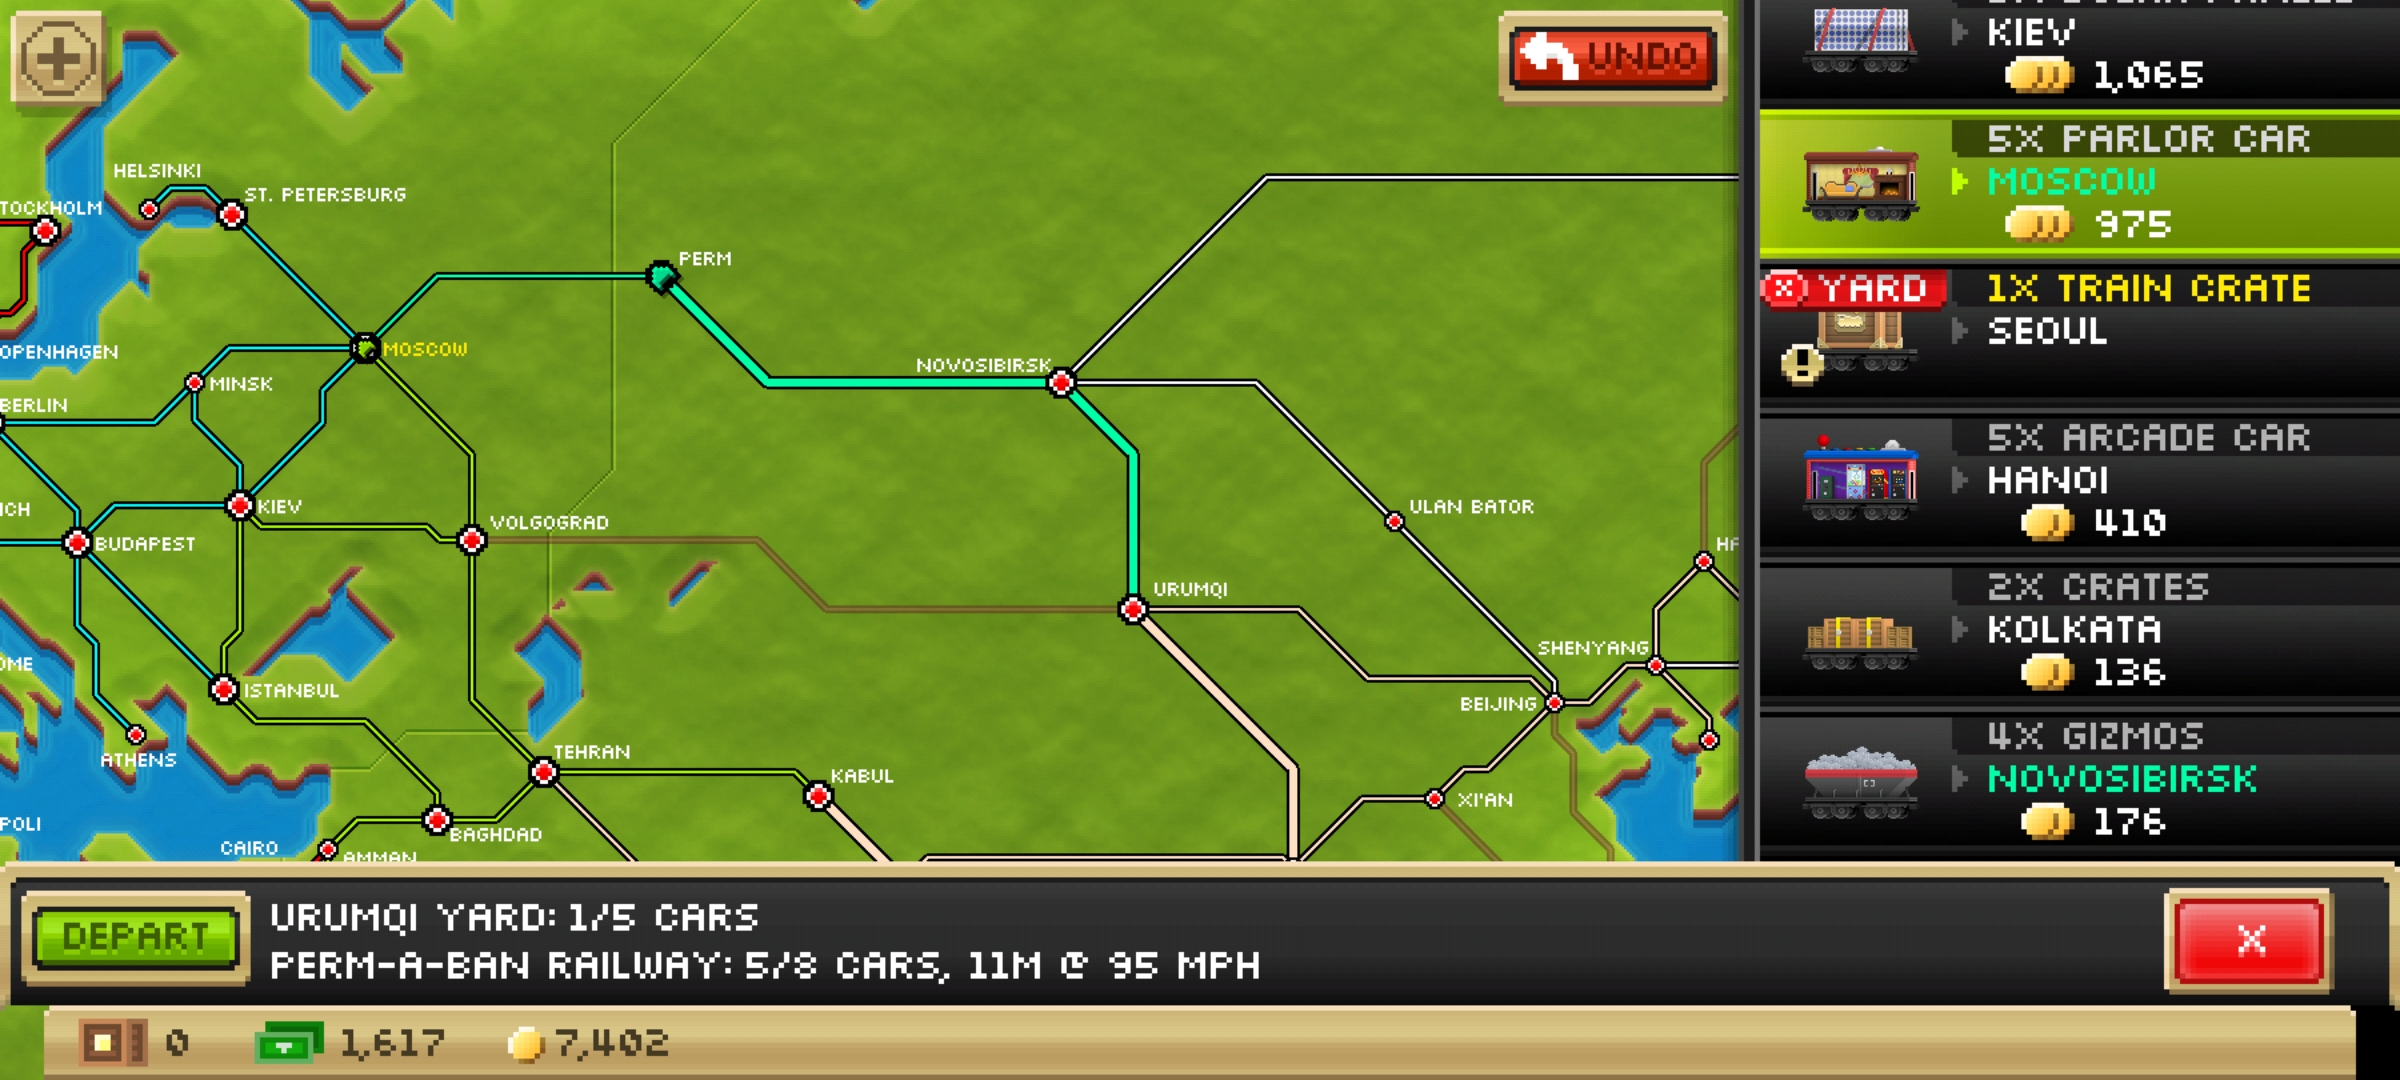 UNDO
KIEV
1,065
5X PARLOR CAR
MOSCOW
975
YARD
1X TRAIN CRATE
SEOUL
5X ARCADE CAR
HANOI
410
2X CRATES
KOLKATA
136
4X GIZMOS
NOVOSIBIRSK
176
HELSINKI
ST. PETERSBURG
TOCKHOLM
PERM
OPENHAGEN
MOSCOW
NOVOSIBIRSK
MINSK
BERLIN
ICH
KIEV
VOLGOGRAD
ULAN BATOR
BUDAPEST
HA
URUMQI
OME
ISTANBUL
SHENYANG
BEIJING
ATHENS
TEHRAN
KABUL
XI'AN
POLI
BAGHDAD
CAIRO
AMMAN
DEPART
URUMQI YARD: 1/5 CARS
PERM-A-BAN RAILWAY: 5/8 CARS, 11M @ 95 MPH
X
0
1,617
7,402